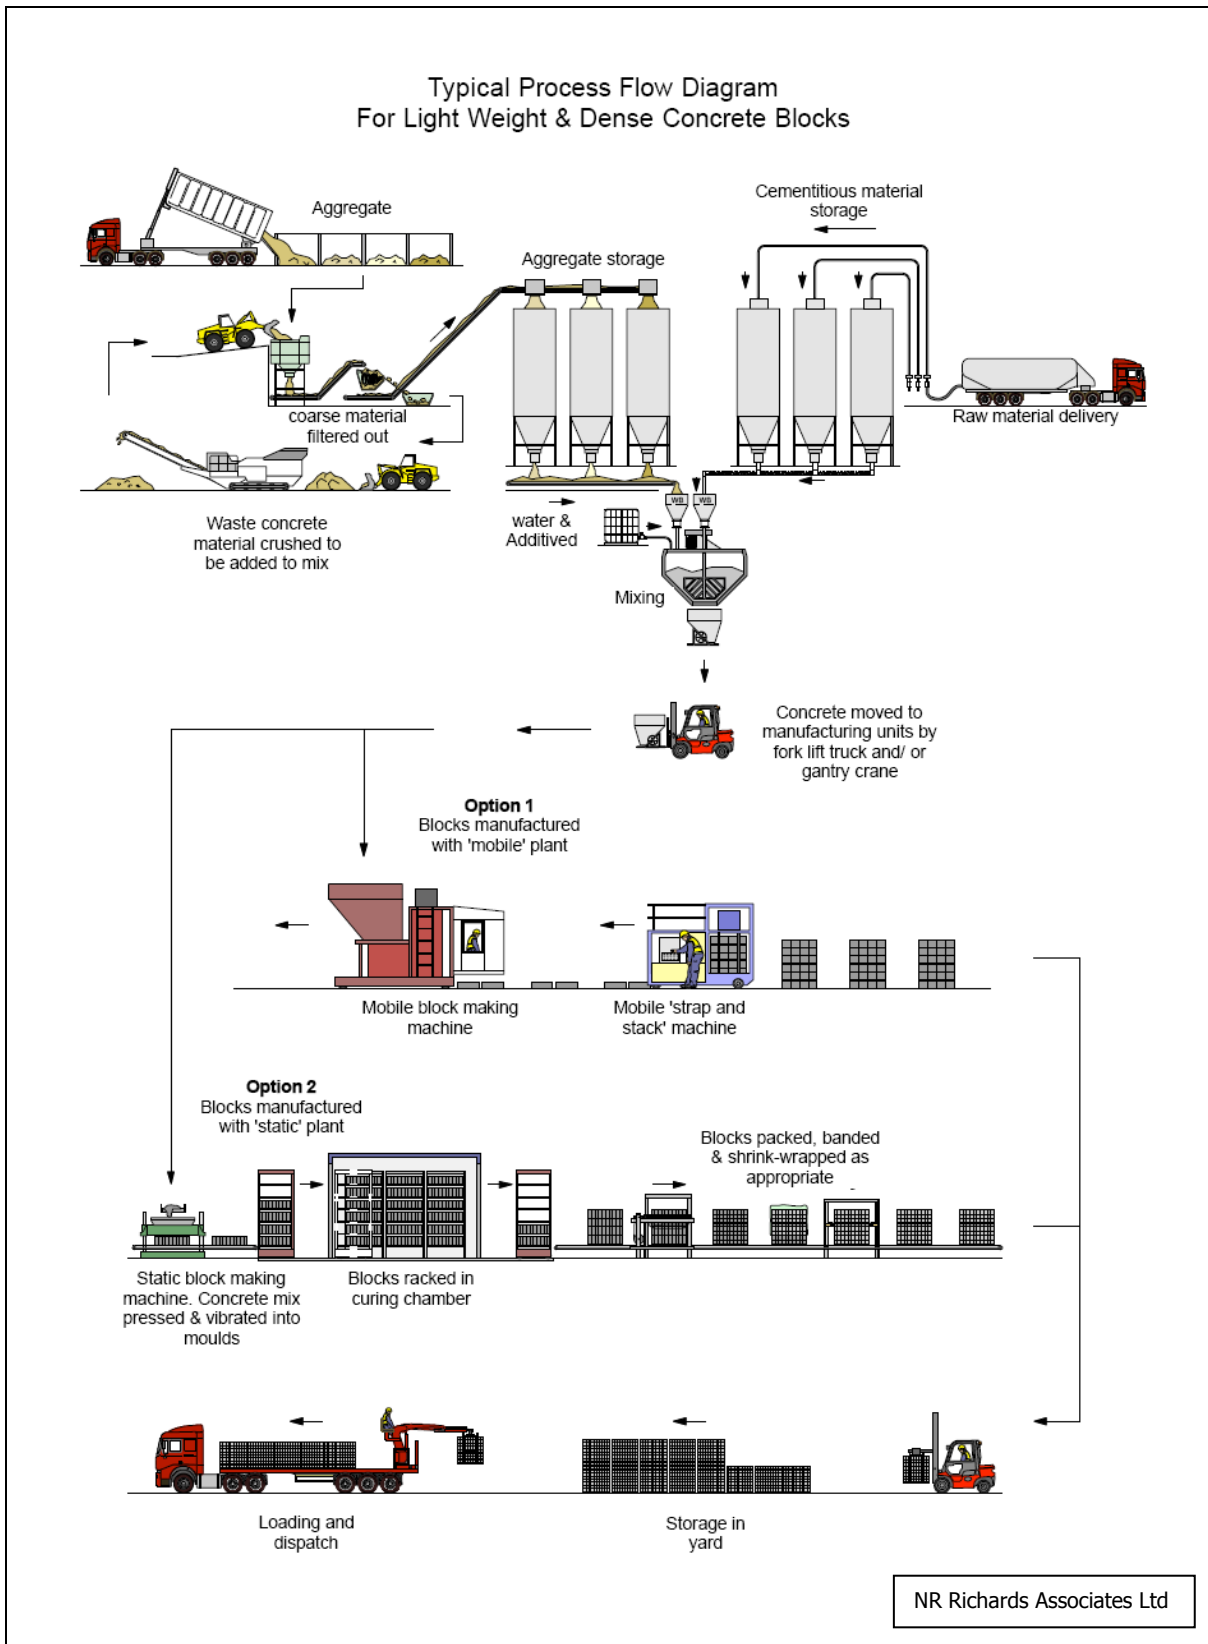 Typical Process Flow Diagram
For Light Weight & Dense Concrete Blocks
Aggregate
Cementitious material
storage
Aggregate storage
Raw material delivery
coarse material
filtered out
WB
WB
water &
Additived
Waste concrete
material crushed to
be added to mix
Mixing
Concrete moved to
manufacturing units by
fork lift truck and/ or
gantry crane
Option 1
Blocks manufactured
with 'mobile' plant
Mobile block making
machine
Mobile 'strap and
stack' machine
Option 2
Blocks manufactured
with 'static' plant
Blocks packed, banded
& shrink-wrapped as
appropriate
Static block making
machine. Concrete mix
pressed & vibrated into
moulds
Blocks racked in
curing chamber
Loading and
dispatch
Storage in
yard
NR Richards Associates Ltd